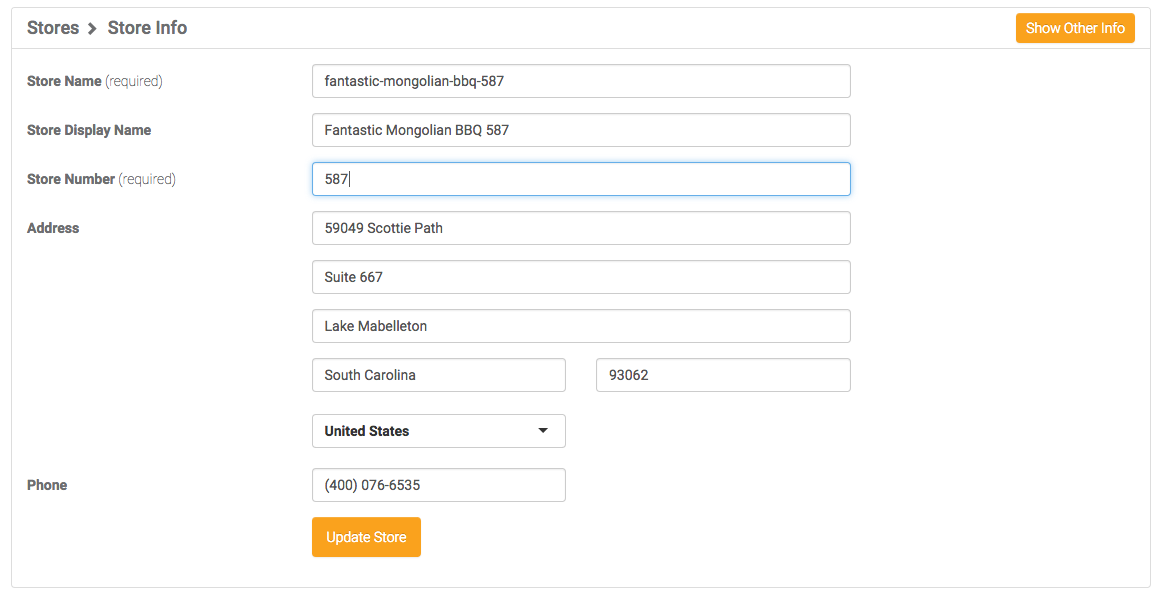 Stores > Store Info Show Other Info
Store Name (required) fantastic-mongolian-bbq-587
Store Display Name Fantastic Mongolian BBQ 587
Store Number (required) 587
Address 59049 Scottie Path
Suite 667
Lake Mabelleton
South Carolina 93062
United States
Phone (400) 076-6535
Update Store